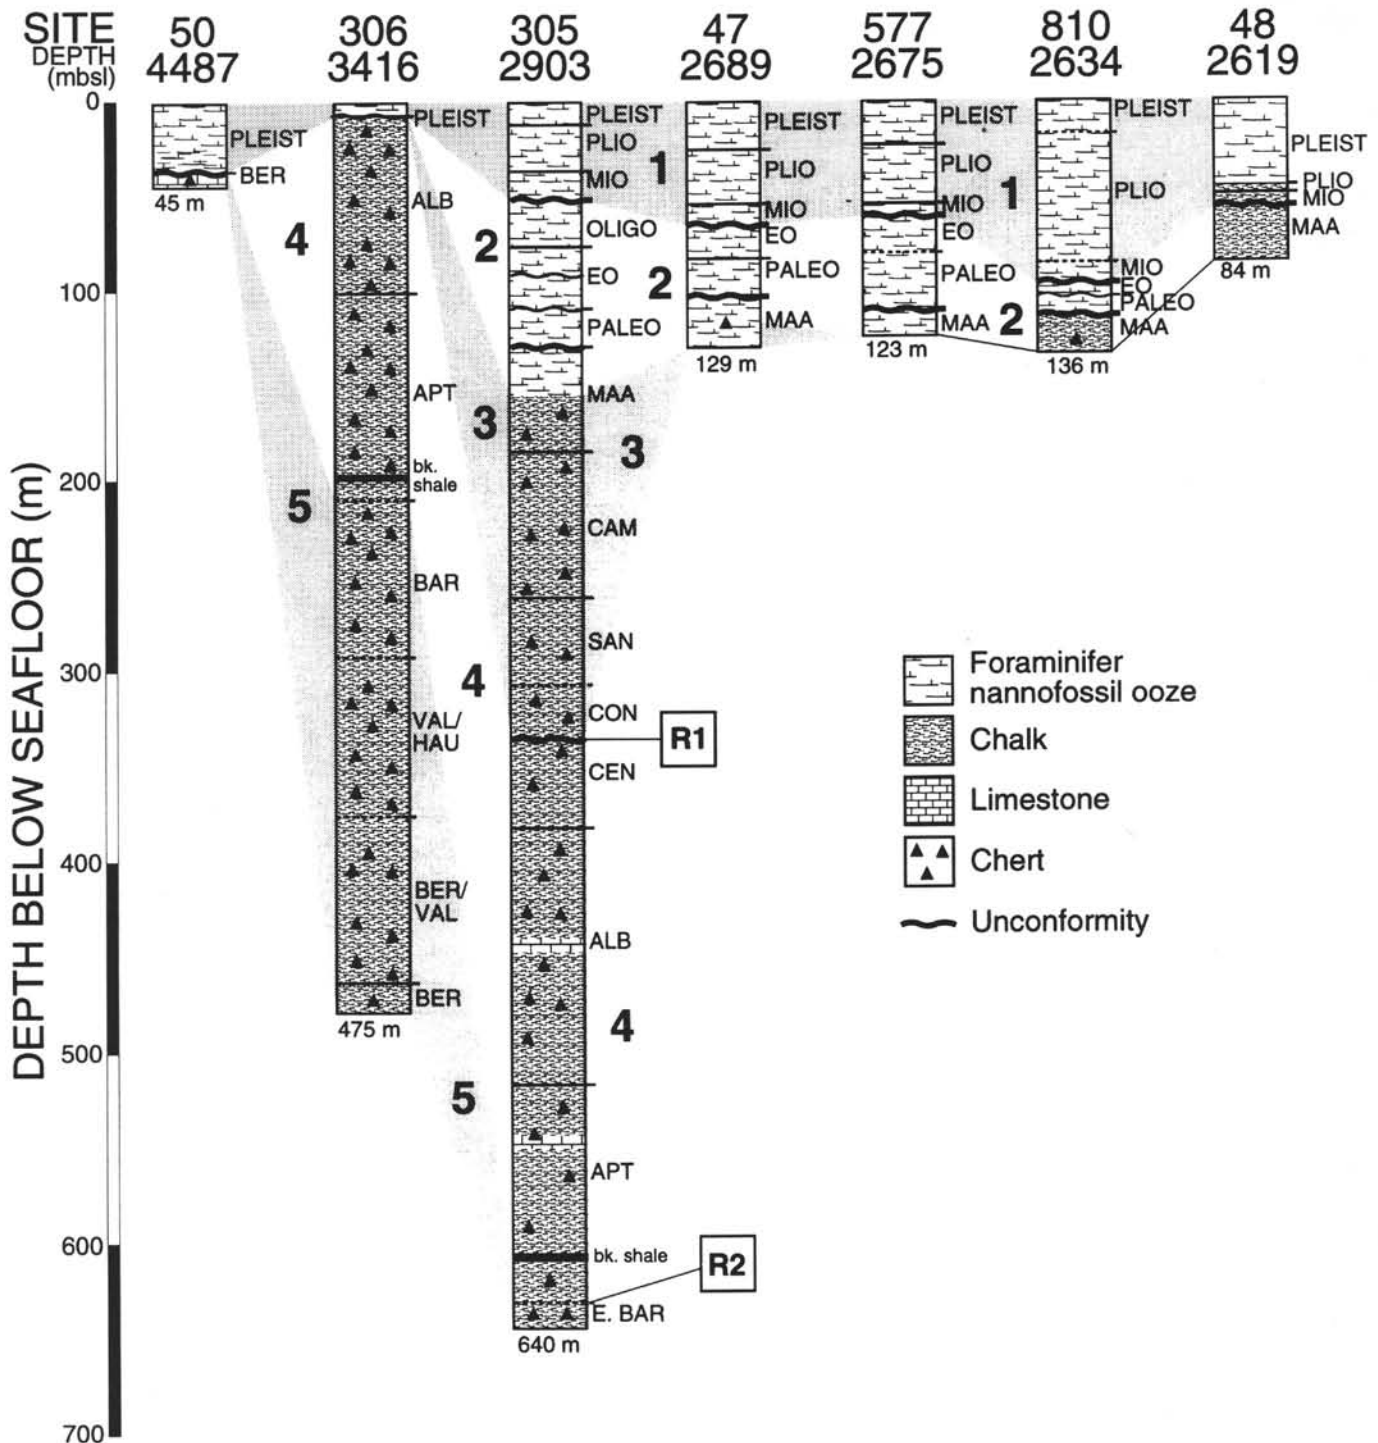 SITE 50 306 305 47 577 810 48
DEPTH (mbsl) 4487 3416 2903 2689 2675 2634 2619
DEPTH BELOW SEAFLOOR (m)
0
100
200
300
400
500
600
700
PLEIST
BER
45 m
PLEIST
ALB
APT
bk.
shale
BAR
VAL/
HAU
BER/
VAL
BER
475 m
PLEIST
PLIO
MIO
OLIGO
EO
PALEO
MAA
CAM
SAN
CON
CEN
ALB
APT
bk. shale
E. BAR
640 m
PLEIST
PLIO
MIO
EO
PALEO
MAA
129 m
PLEIST
PLIO
MIO
EO
PALEO
MAA
123 m
PLEIST
PLIO
MIO
EO
PALEO
MAA
136 m
PLEIST
PLIO
MIO
MAA
84 m
4
5
2
3
4
5
1
2
3
4
1
2
R1
R2
Foraminifer
nannofossil ooze
Chalk
Limestone
Chert
Unconformity